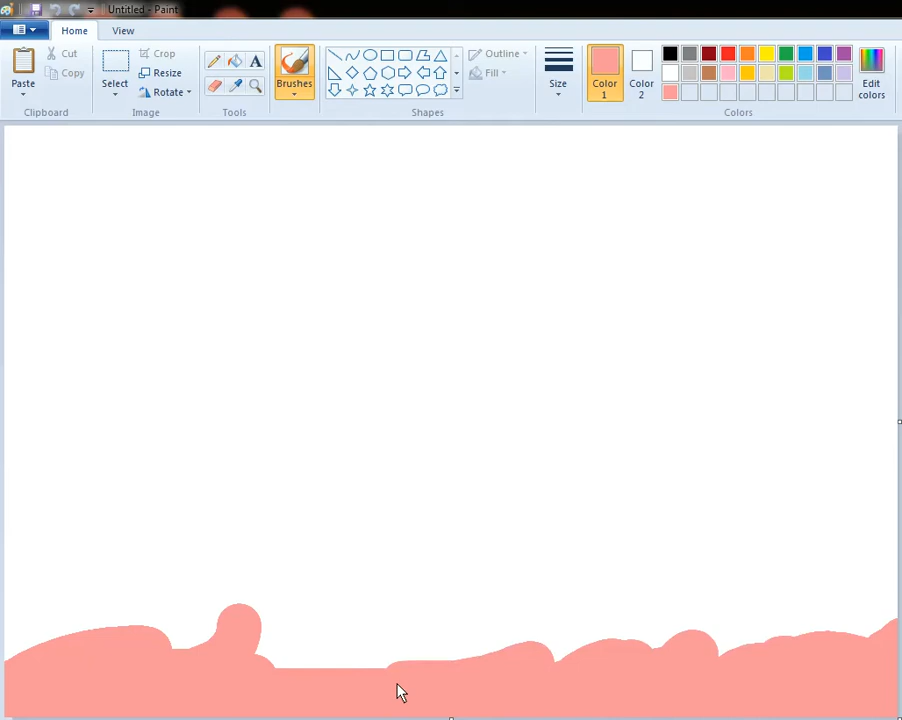 Untitled - Paint
Home View
Paste Cut Copy
Select Crop Resize Rotate
A
Brushes
Outline Fill
Size
Color 1 Color 2
Edit colors
Clipboard Image Tools Shapes Colors